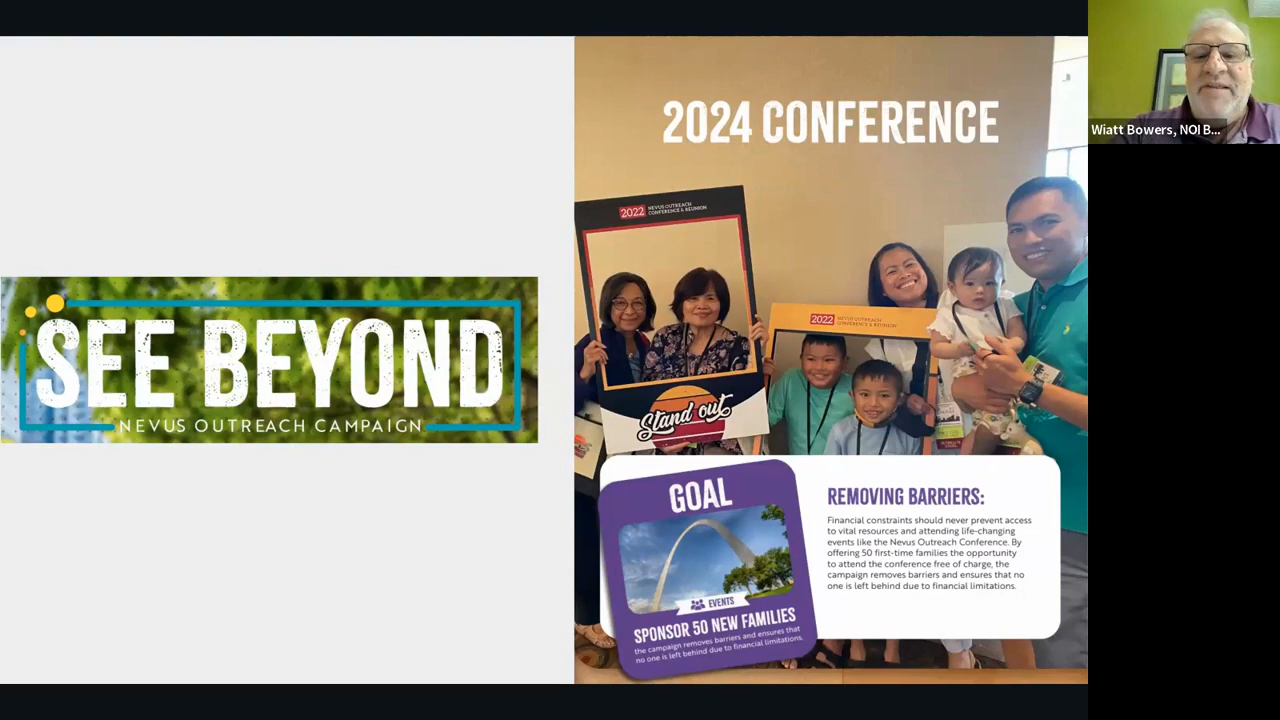 SEE BEYOND
NEVUS OUTREACH CAMPAIGN
2024 CONFERENCE
2022 NEVUS OUTREACH
CONFERENCE & REUNION
Stand out
2022 NEVUS OUTREACH
CONFERENCE & REUNION
GOAL
EVENTS
SPONSOR 50 NEW FAMILIES
the campaign removes barriers and ensures that
no one is left behind due to financial limitations.
REMOVING BARRIERS:
Financial constraints should never prevent access
to vital resources and attending life-changing
events like the Nevus Outreach Conference. By
offering 50 first-time families the opportunity
to attend the conference free of charge, the
campaign removes barriers and ensures that no
one is left behind due to financial limitations.
Wiatt Bowers, NOI B...